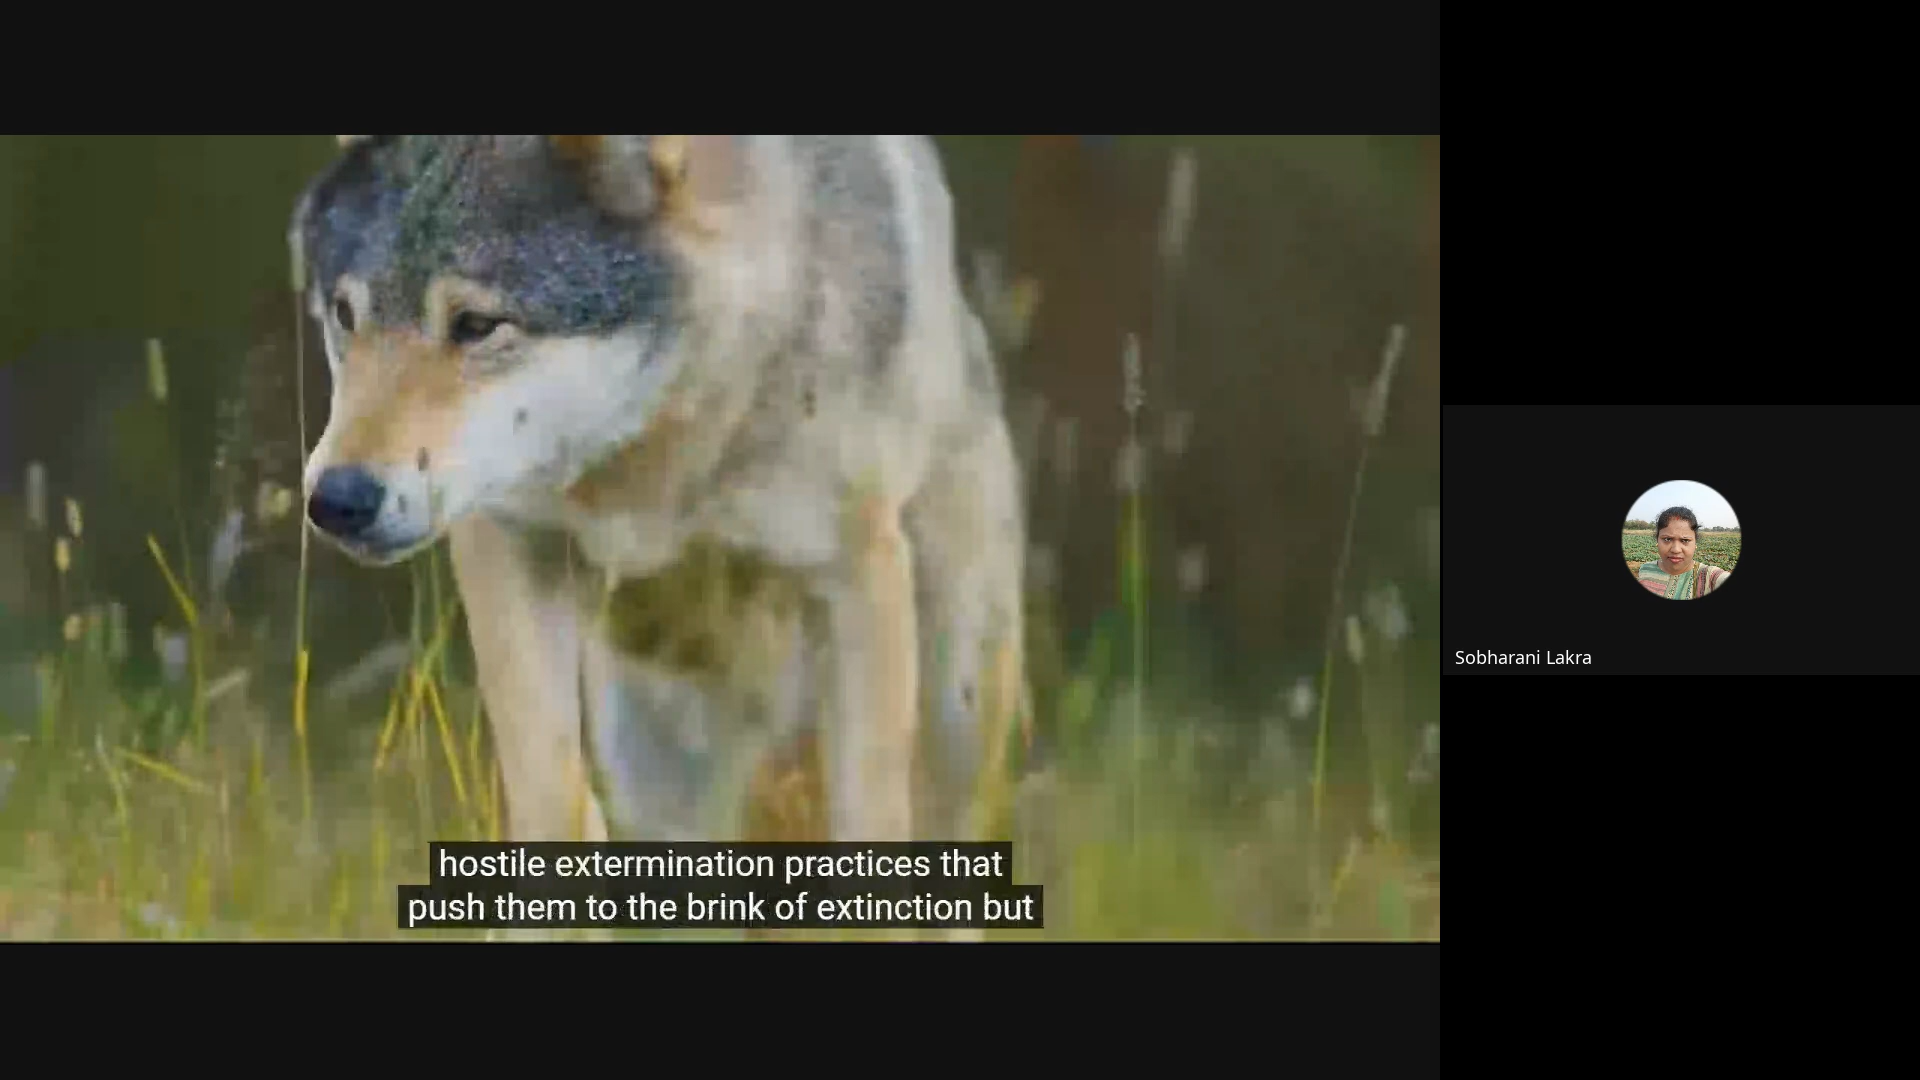 hostile extermination practices that
push them to the brink of extinction but
Sobharani Lakra